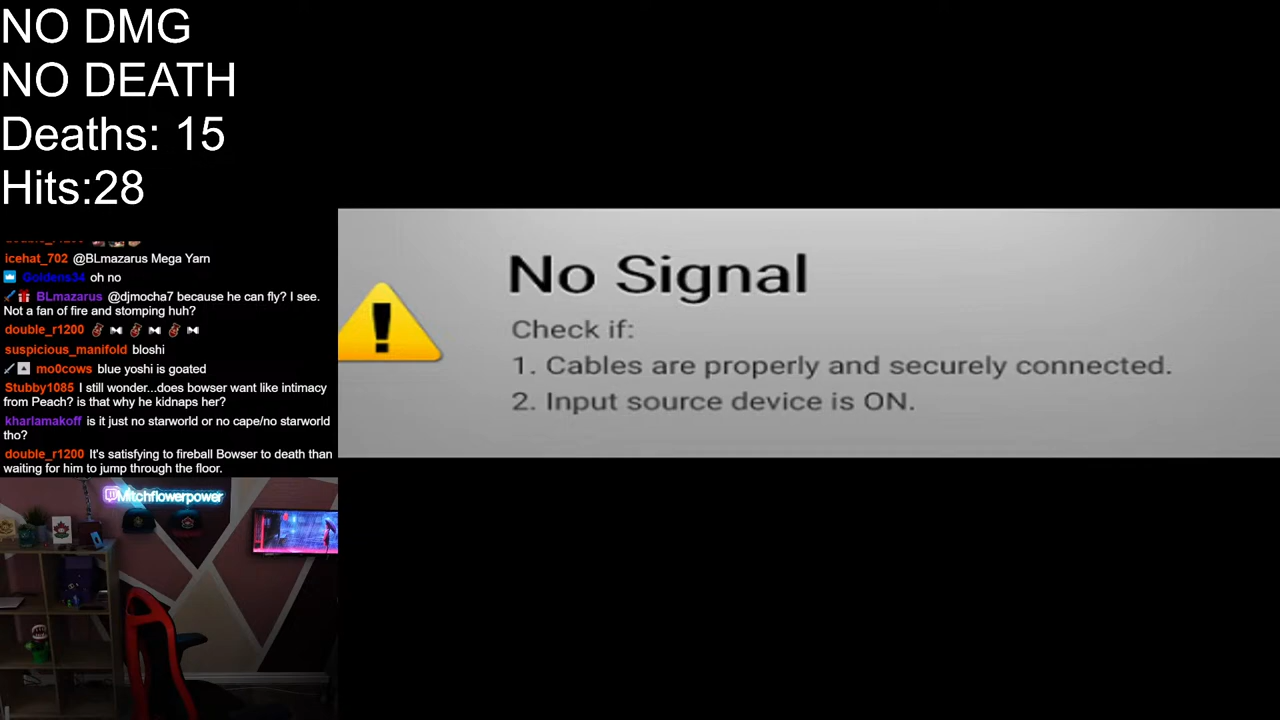 NO DMG
NO DEATH
Deaths: 15
Hits:28
icehat_702 @BLmazarus Mega Yarn
Goldens34 oh no
BLmazarus @djmocha7 because he can fly? I see.
Not a fan of fire and stomping huh?
double_r1200
suspicious_manifold bloshi
mo0cows blue yoshi is goated
Stubby1085 I still wonder...does bowser want like intimacy
from Peach? is that why he kidnaps her?
kharlamakoff is it just no starworld or no cape/no starworld
tho?
double_r1200 It's satisfying to fireball Bowser to death than
waiting for him to jump through the floor.
Mitchflowerpower
No Signal
Check if:
1. Cables are properly and securely connected.
2. Input source device is ON.